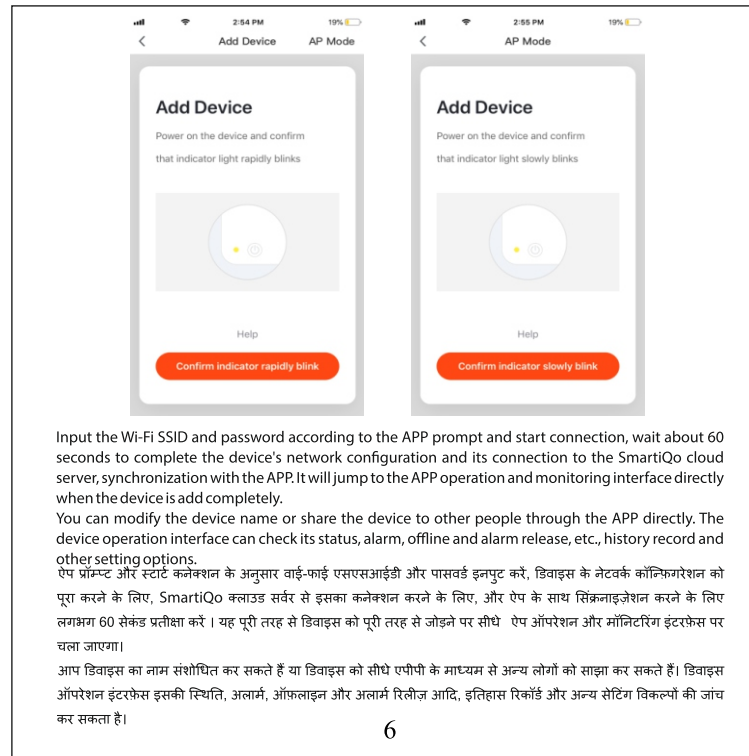 2:54 PM 19%
Add Device AP Mode
Add Device
Power on the device and confirm
that indicator light rapidly blinks
Help
Confirm indicator rapidly blink
2:55 PM 19%
AP Mode
Add Device
Power on the device and confirm
that indicator light slowly blinks
Help
Confirm indicator slowly blink
Input the Wi-Fi SSID and password according to the APP prompt and start connection, wait about 60
seconds to complete the device's network configuration and its connection to the SmartiQo cloud
server, synchronization with the APP. It will jump to the APP operation and monitoring interface directly
when the device is add completely.
You can modify the device name or share the device to other people through the APP directly. The
device operation interface can check its status, alarm, offline and alarm release, etc., history record and
other setting options.
ऐप प्रॉम्प्ट और स्टार्ट कनेक्शन के अनुसार वाई-फाई एसएसआईडी और पासवर्ड इनपुट करें, डिवाइस के नेटवर्क कॉन्फ़िगरेशन को
पूरा करने के लिए, SmartiQo क्लाउड सर्वर से इसका कनेक्शन करने के लिए, और ऐप के साथ सिंक्रनाइज़ेशन करने के लिए
लगभग 60 सेकंड प्रतीक्षा करें । यह पूरी तरह से डिवाइस को पूरी तरह से जोड़ने पर सीधे ऐप ऑपरेशन और मॉनिटरिंग इंटरफ़ेस पर
चला जाएगा।
आप डिवाइस का नाम संशोधित कर सकते हैं या डिवाइस को सीधे एपीपी के माध्यम से अन्य लोगों को साझा कर सकते हैं। डिवाइस
ऑपरेशन इंटरफ़ेस इसकी स्थिति, अलार्म, ऑफ़लाइन और अलार्म रिलीज़ आदि, इतिहास रिकॉर्ड और अन्य सेटिंग विकल्पों की जांच
कर सकता है।
6